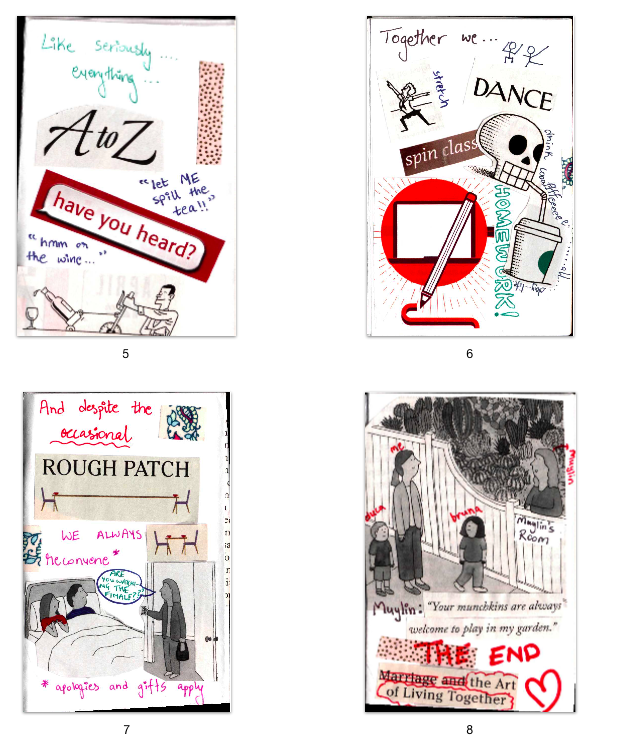 Like seriously ....
everything ...
A to Z
"let ME
spill the
tea!!"
have you heard?
"hmm on
the wine..."
5
Together we ...
stretch
DANCE
spin class
drink
HOMEWORK!
6
And despite the
occasional
ROUGH PATCH
WE ALWAYS
reconvene *
ARE
YOU
FINALE??
* apologies and gifts apply
7
me
Muglin
bruna
Muglin's
Room
Muglin: "Your munchkins are always
welcome to play in my garden."
THE END
Marriage and the Art
of Living Together
8